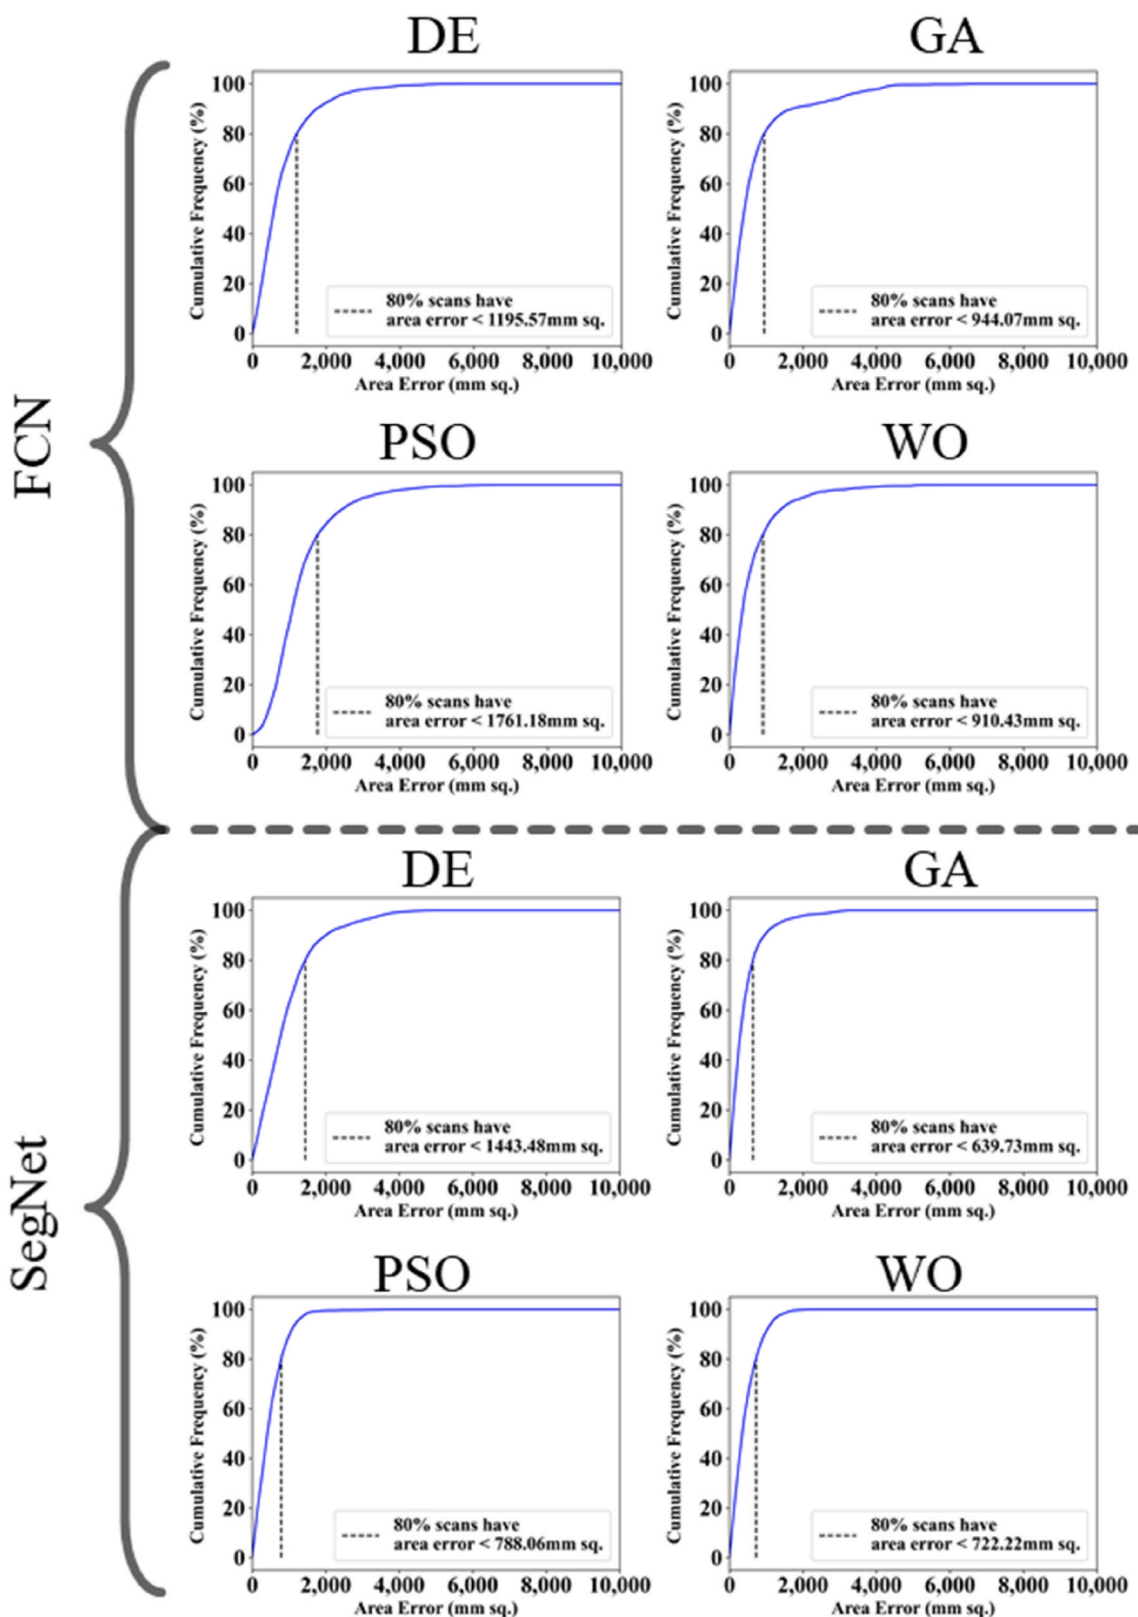 FCN
DE
100
80
60
40
20
0
Cumulative Frequency (%)
80% scans have
area error < 1195.57mm sq.
0 2,000 4,000 6,000 8,000 10,000
Area Error (mm sq.)
GA
100
80
60
40
20
0
Cumulative Frequency (%)
80% scans have
area error < 944.07mm sq.
0 2,000 4,000 6,000 8,000 10,000
Area Error (mm sq.)
PSO
100
80
60
40
20
0
Cumulative Frequency (%)
80% scans have
area error < 1761.18mm sq.
0 2,000 4,000 6,000 8,000 10,000
Area Error (mm sq.)
WO
100
80
60
40
20
0
Cumulative Frequency (%)
80% scans have
area error < 910.43mm sq.
0 2,000 4,000 6,000 8,000 10,000
Area Error (mm sq.)
SegNet
DE
100
80
60
40
20
0
Cumulative Frequency (%)
80% scans have
area error < 1443.48mm sq.
0 2,000 4,000 6,000 8,000 10,000
Area Error (mm sq.)
GA
100
80
60
40
20
0
Cumulative Frequency (%)
80% scans have
area error < 639.73mm sq.
0 2,000 4,000 6,000 8,000 10,000
Area Error (mm sq.)
PSO
100
80
60
40
20
0
Cumulative Frequency (%)
80% scans have
area error < 788.06mm sq.
0 2,000 4,000 6,000 8,000 10,000
Area Error (mm sq.)
WO
100
80
60
40
20
0
Cumulative Frequency (%)
80% scans have
area error < 722.22mm sq.
0 2,000 4,000 6,000 8,000 10,000
Area Error (mm sq.)